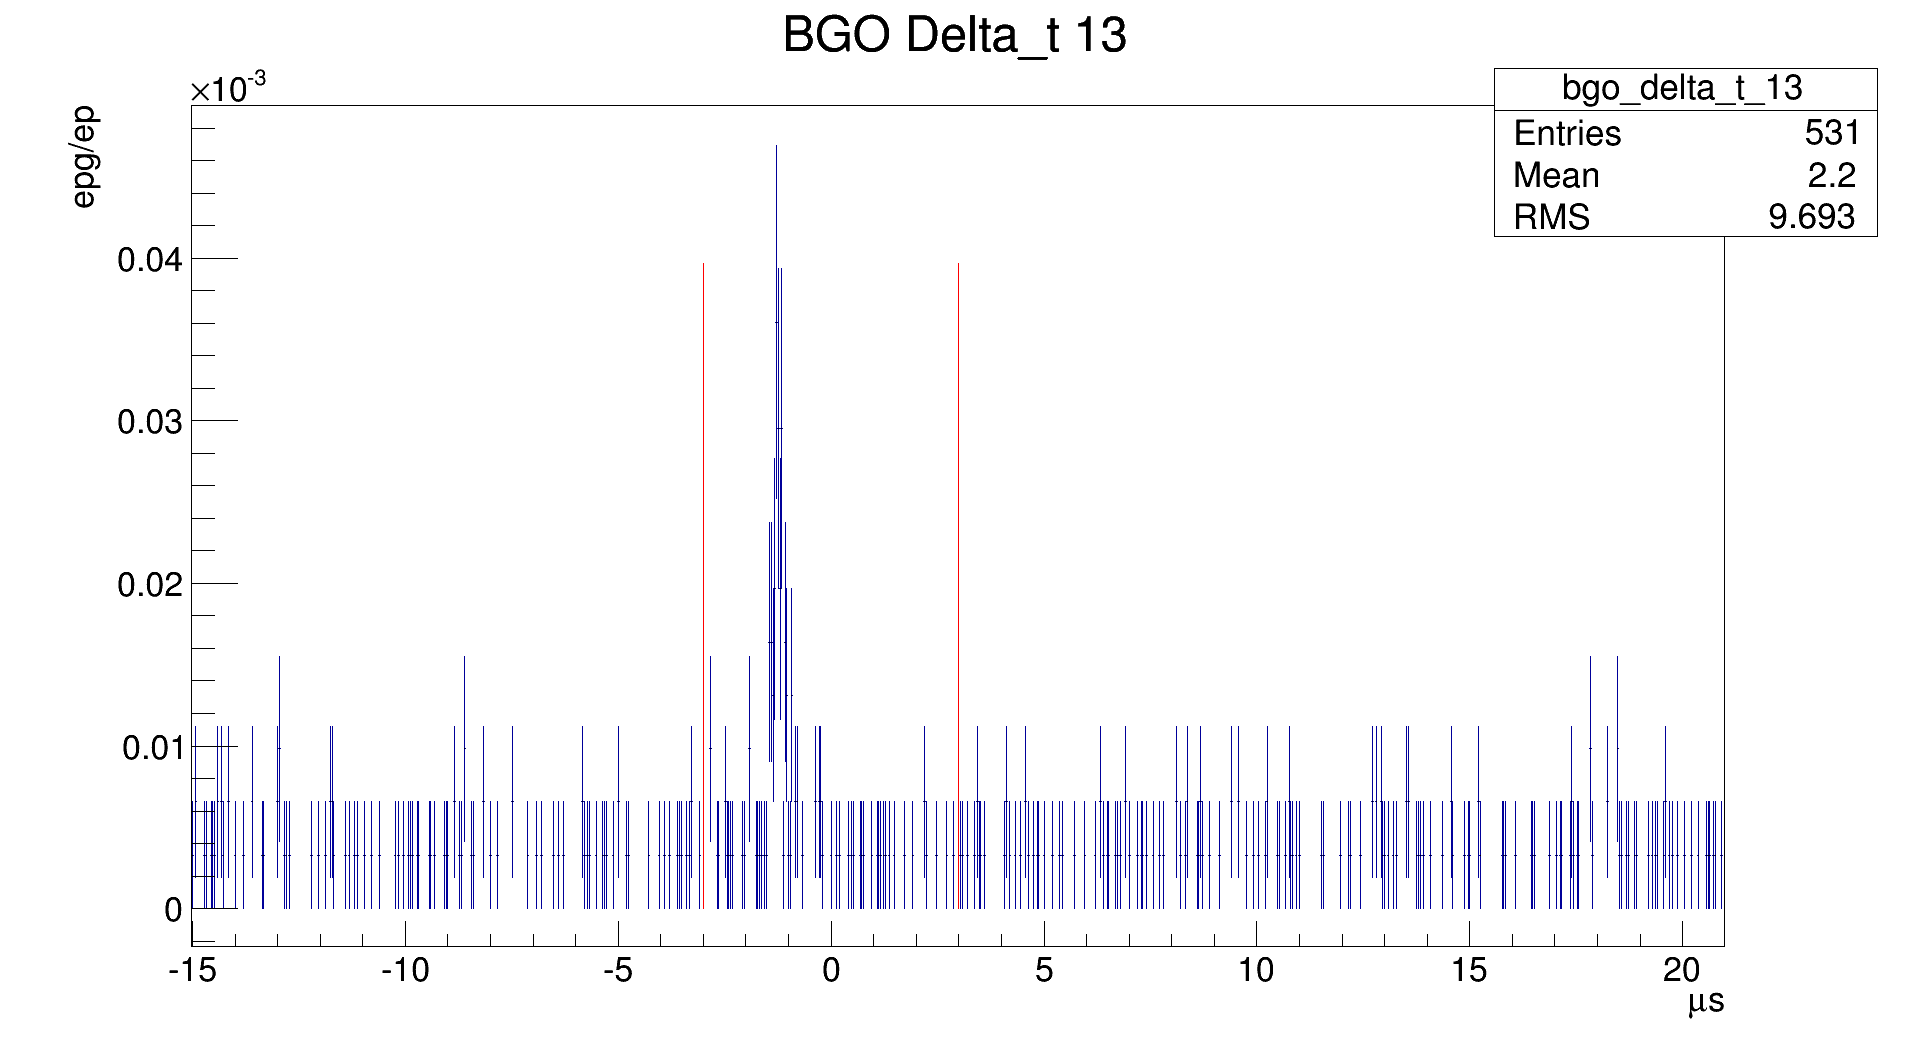 BGO Delta_t 13
×10-3
epg/ep
bgo_delta_t_13
Entries 531
Mean 2.2
RMS 9.693
0.04
0.03
0.02
0.01
0
-15 -10 -5 0 5 10 15 20
μs